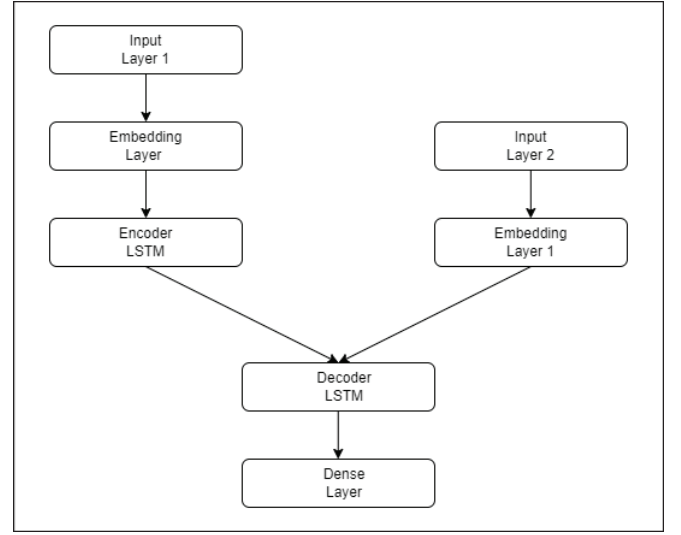 Input
Layer 1
Embedding
Layer
Input
Layer 2
Encoder
LSTM
Embedding
Layer 1
Decoder
LSTM
Dense
Layer